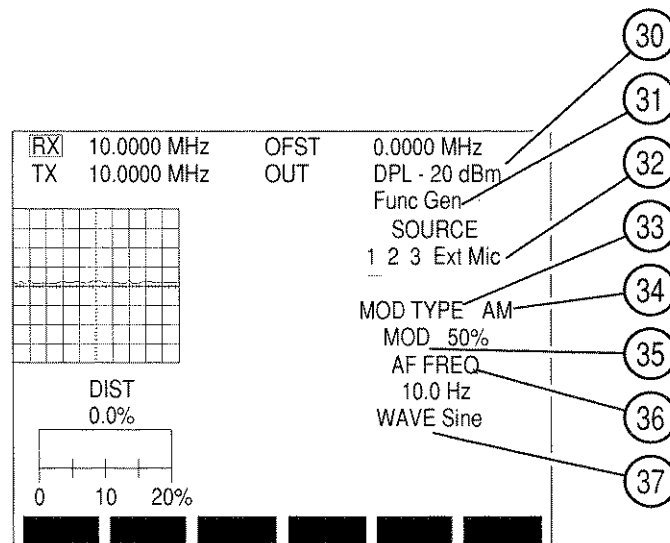 30
31
RX 10.0000 MHz OFST 0.0000 MHz
32
TX 10.0000 MHz OUT DPL - 20 dBm
Func Gen
33
SOURCE
1 2 3 Ext Mic
34
MOD TYPE AM
MOD 50%
35
AF FREQ
DIST
10.0 Hz
36
0.0%
WAVE Sine
37
0 10 20%